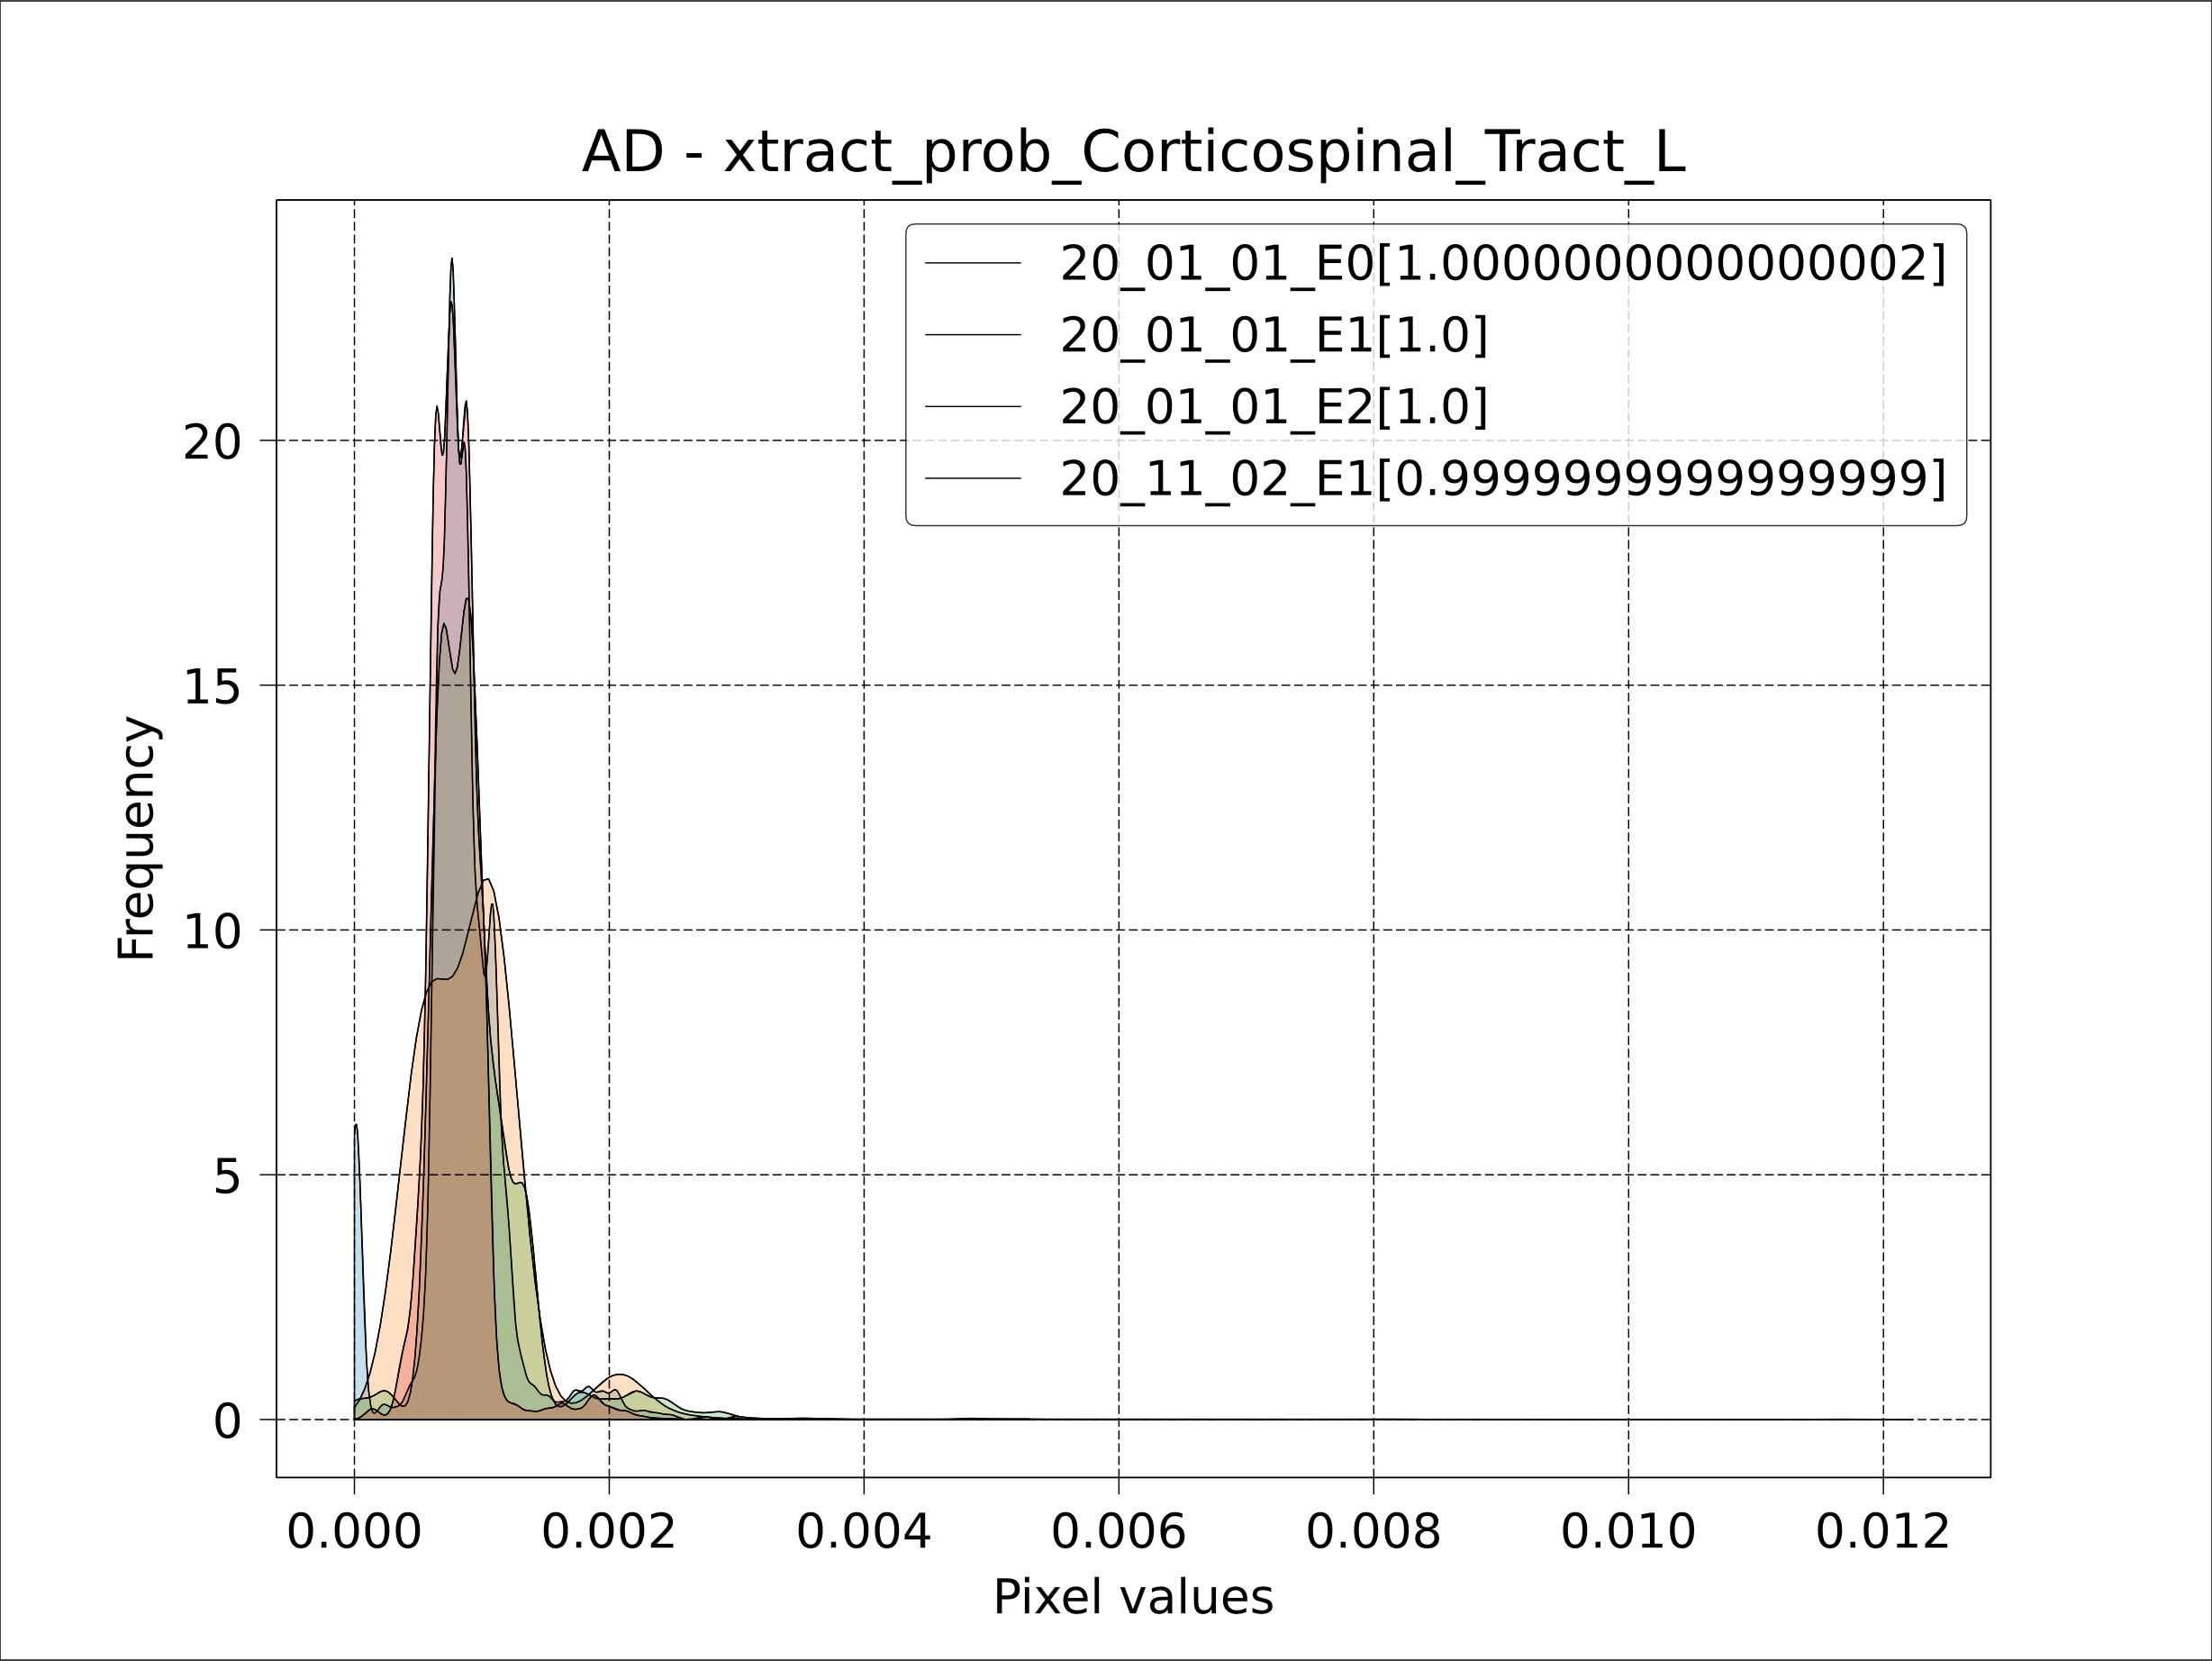 AD - xtract_prob_Corticospinal_Tract_L
20_01_01_E0[1.0000000000000002]
20_01_01_E1[1.0]
20_01_01_E2[1.0]
20_11_02_E1[0.9999999999999999]
Frequency
20
15
10
5
0
0.000 0.002 0.004 0.006 0.008 0.010 0.012
Pixel values